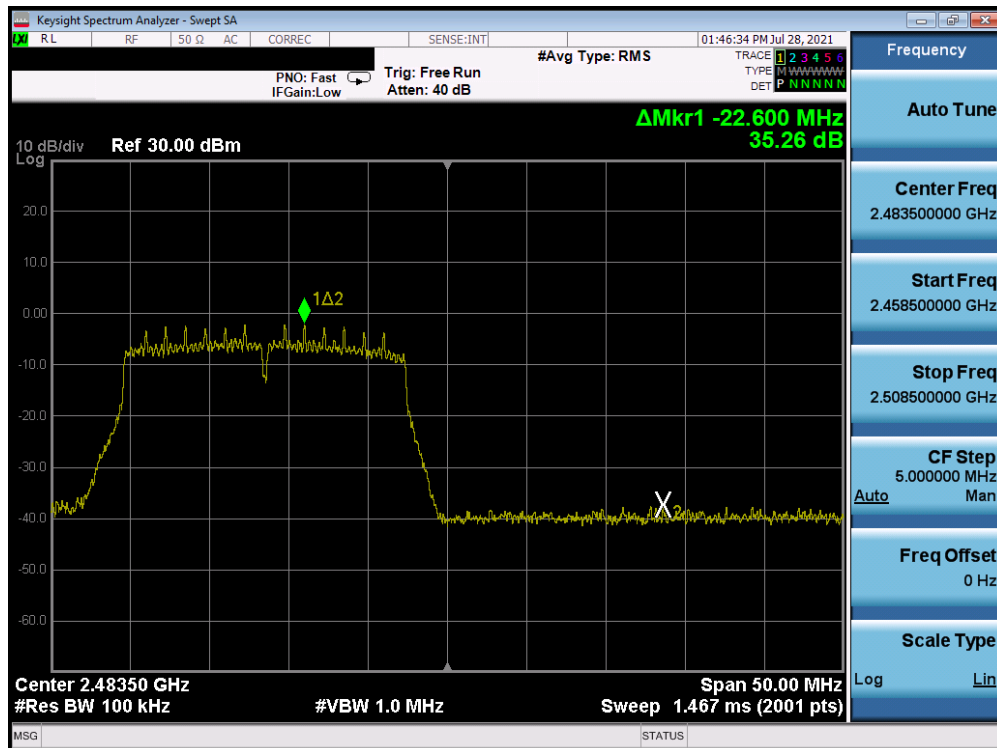 Keysight Spectrum Analyzer - Swept SA
LXI RL RF 50 Ω AC CORREC SENSE:INT 01:46:34 PM Jul 28, 2021
PNO: Fast
IFGain:Low
Trig: Free Run
Atten: 40 dB
#Avg Type: RMS
TRACE 1 2 3 4 5 6
TYPE M WWWWW
DET P N N N N N
ΔMkr1 -22.600 MHz
35.26 dB
10 dB/div Ref 30.00 dBm
Log
20.0
10.0
0.00
-10.0
-20.0
-30.0
-40.0
-50.0
-60.0
1Δ2
X2
Center 2.48350 GHz Span 50.00 MHz
#Res BW 100 kHz #VBW 1.0 MHz Sweep 1.467 ms (2001 pts)
MSG STATUS
Frequency
Auto Tune
Center Freq
2.483500000 GHz
Start Freq
2.458500000 GHz
Stop Freq
2.508500000 GHz
CF Step
5.000000 MHz
Auto Man
Freq Offset
0 Hz
Scale Type
Log Lin